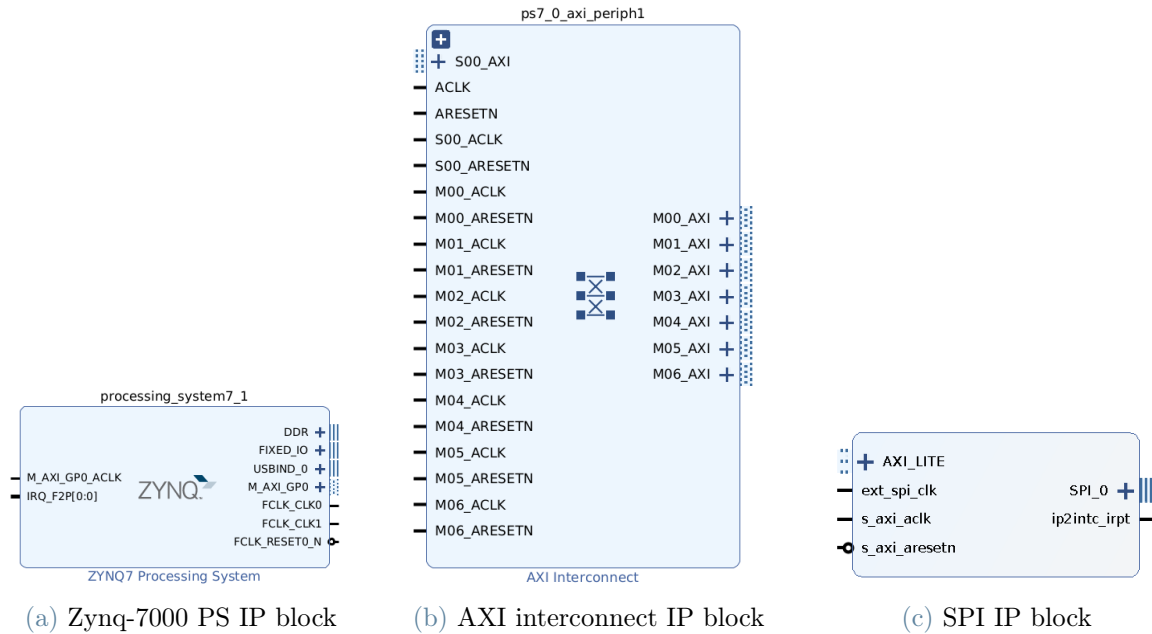 ps7_0_axi_periph1
S00_AXI
ACLK
ARESETN
S00_ACLK
S00_ARESETN
M00_ACLK
M00_ARESETN
M01_ACLK
M01_ARESETN
M02_ACLK
M02_ARESETN
M03_ACLK
M03_ARESETN
M04_ACLK
M04_ARESETN
M05_ACLK
M05_ARESETN
M06_ACLK
M06_ARESETN
M00_AXI
M01_AXI
M02_AXI
M03_AXI
M04_AXI
M05_AXI
M06_AXI
AXI Interconnect
processing_system7_1
M_AXI_GP0_ACLK
IRQ_F2P[0:0]
ZYNQ
DDR
FIXED_IO
USBIND_0
M_AXI_GP0
FCLK_CLK0
FCLK_CLK1
FCLK_RESET0_N
ZYNQ7 Processing System
AXI_LITE
ext_spi_clk
s_axi_aclk
s_axi_aresetn
SPI_0
ip2intc_irpt
(a) Zynq-7000 PS IP block
(b) AXI interconnect IP block
(c) SPI IP block